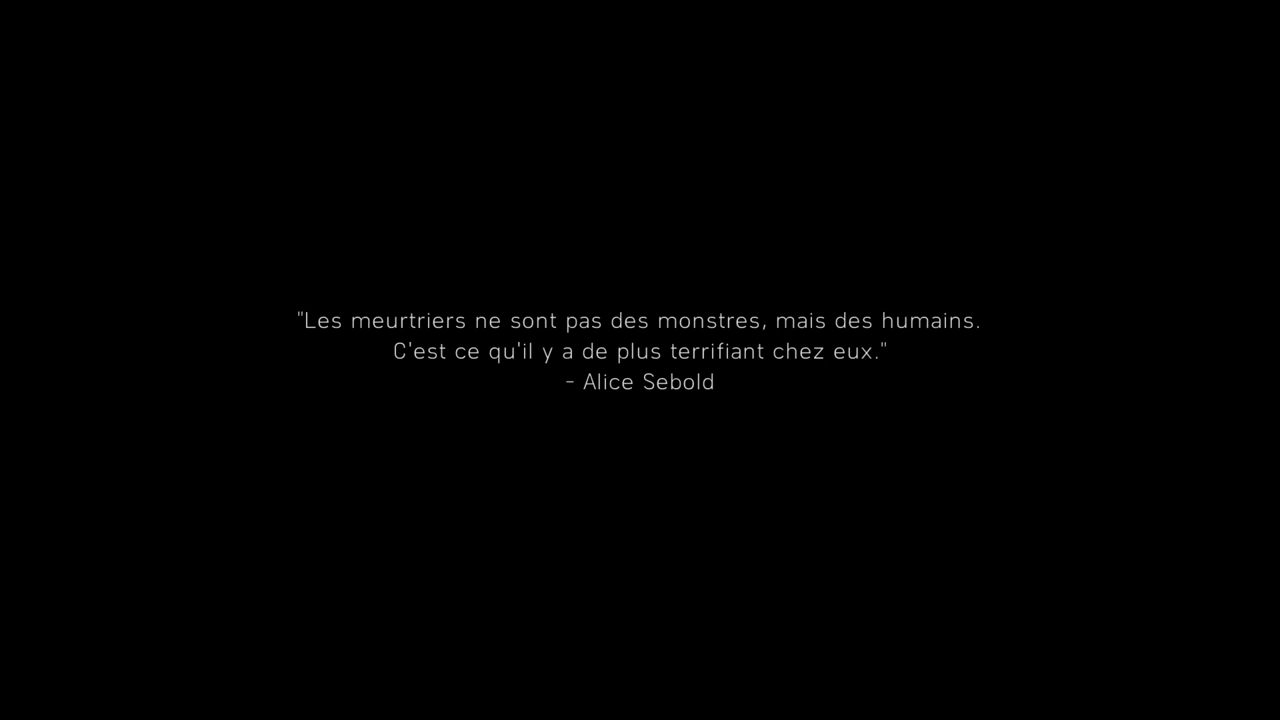 "Les meurtriers ne sont pas des monstres, mais des humains.
C'est ce qu'il y a de plus terrifiant chez eux."
- Alice Sebold